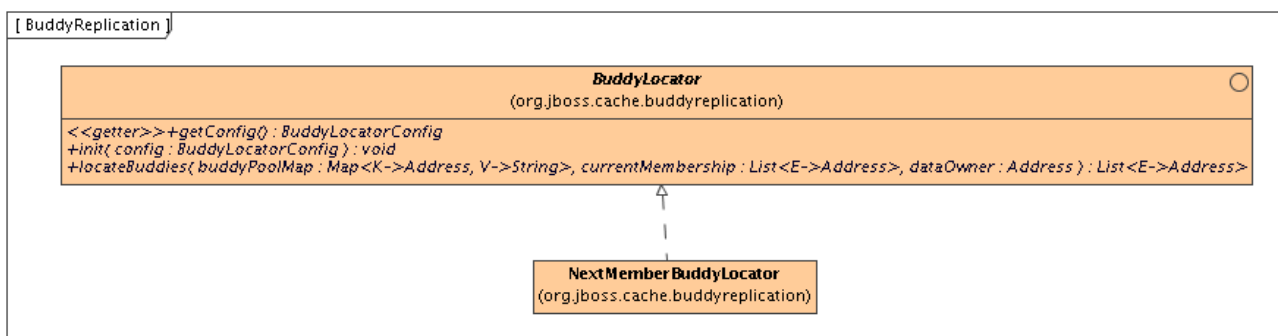 [ BuddyReplication ]
BuddyLocator
(org.jboss.cache.buddyreplication)
<<getter>>+getConfig() : BuddyLocatorConfig
+init( config : BuddyLocatorConfig ) : void
+locateBuddies( buddyPoolMap : Map<K->Address, V->String>, currentMembership : List<E->Address>, dataOwner : Address ) : List<E->Address>
NextMemberBuddyLocator
(org.jboss.cache.buddyreplication)